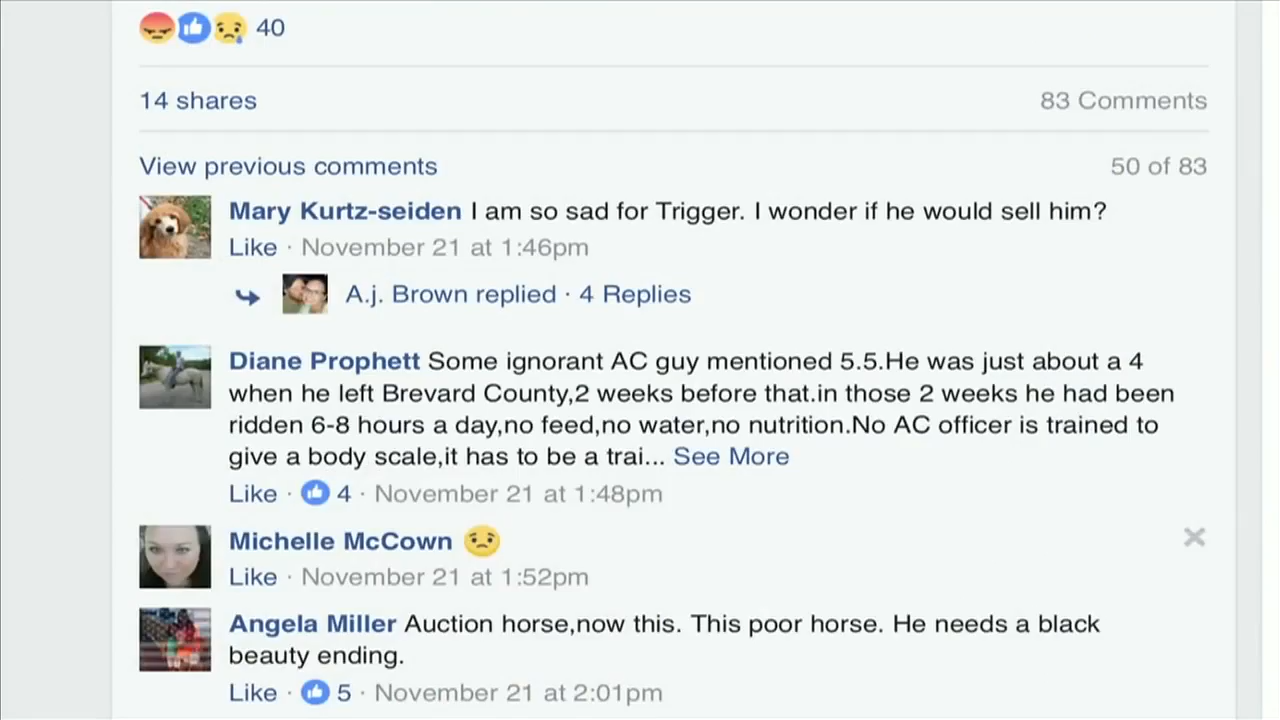 40
14 shares
83 Comments
View previous comments
50 of 83
Mary Kurtz-seiden I am so sad for Trigger. I wonder if he would sell him?
Like · November 21 at 1:46pm
A.j. Brown replied · 4 Replies
Diane Prophett Some ignorant AC guy mentioned 5.5.He was just about a 4
when he left Brevard County,2 weeks before that.in those 2 weeks he had been
ridden 6-8 hours a day,no feed,no water,no nutrition.No AC officer is trained to
give a body scale,it has to be a trai... See More
Like · 4 · November 21 at 1:48pm
Michelle McCown 😟
Like · November 21 at 1:52pm
Angela Miller Auction horse,now this. This poor horse. He needs a black
beauty ending.
Like · 5 · November 21 at 2:01pm